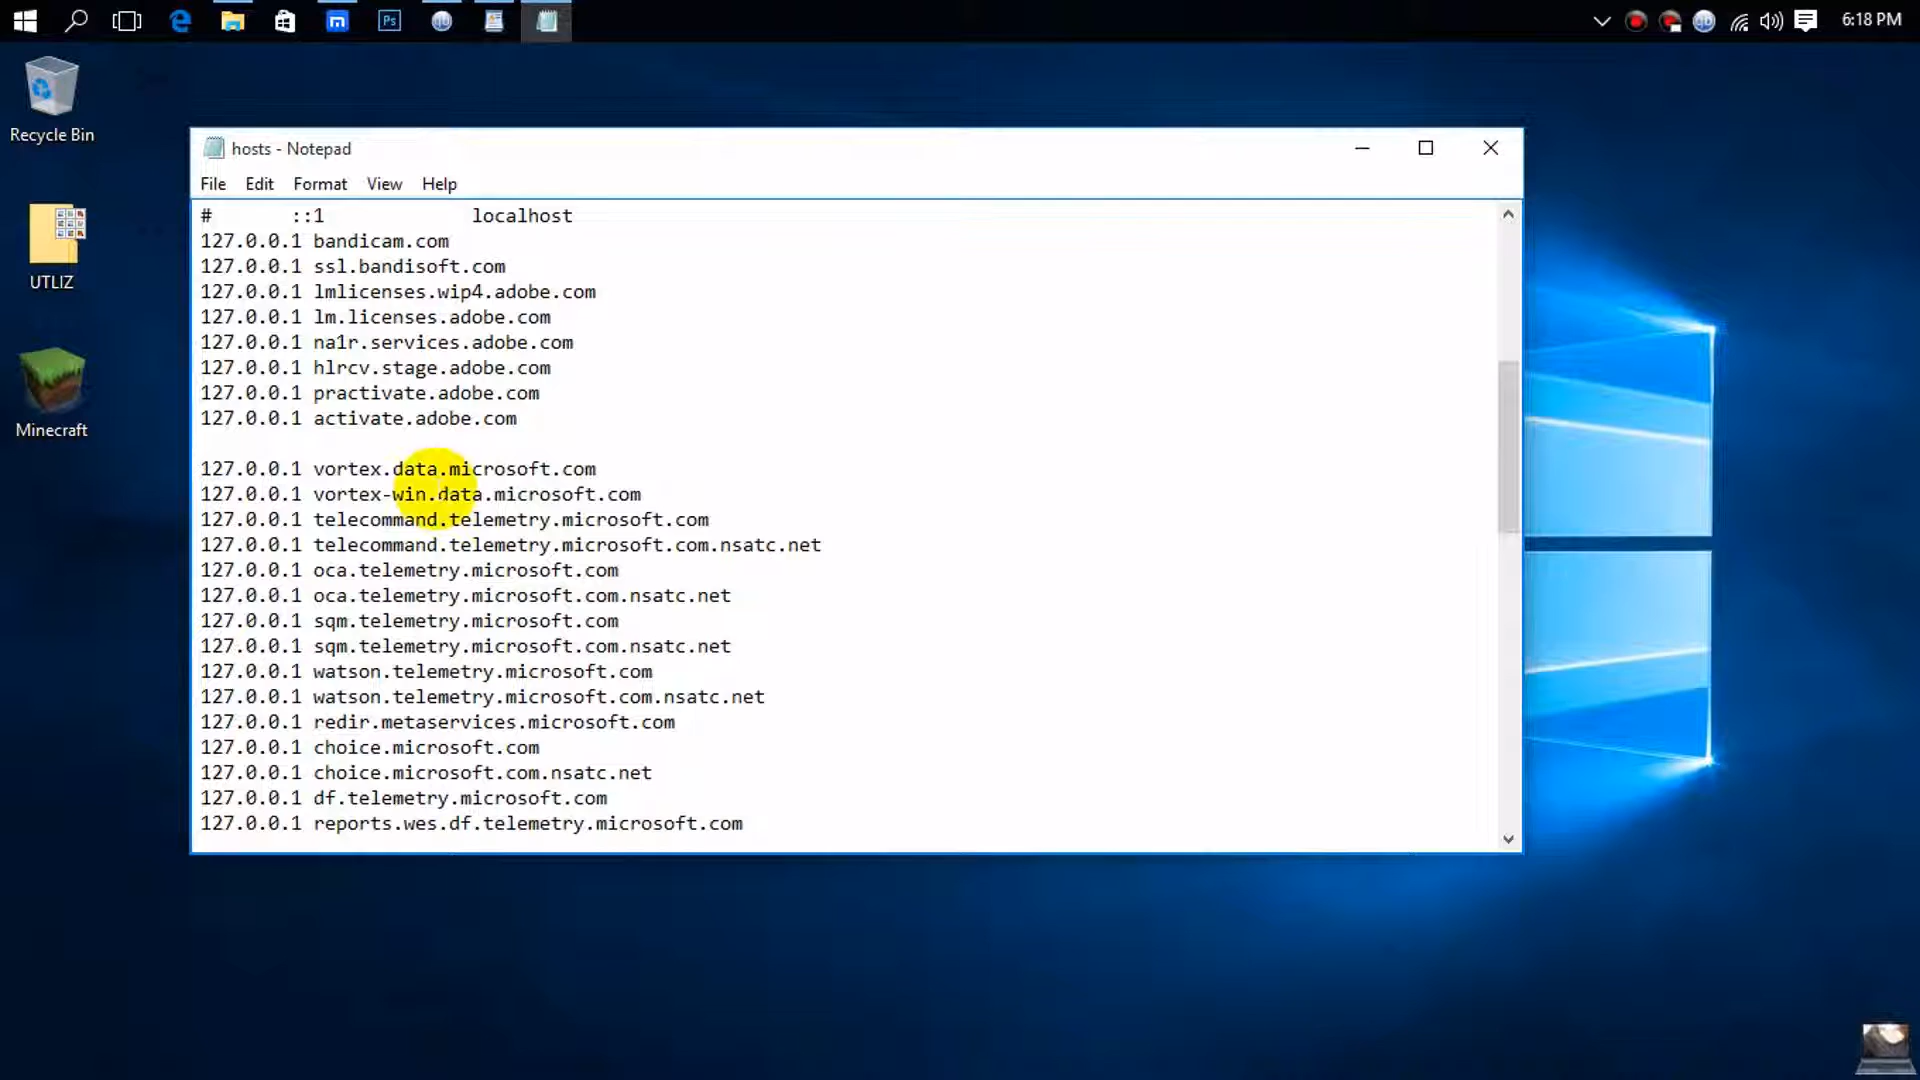 6:18 PM
Recycle Bin
UTLIZ
Minecraft
Ps
hosts - Notepad
File Edit Format View Help
# ::1 localhost
127.0.0.1 bandicam.com
127.0.0.1 ssl.bandisoft.com
127.0.0.1 lmlicenses.wip4.adobe.com
127.0.0.1 lm.licenses.adobe.com
127.0.0.1 na1r.services.adobe.com
127.0.0.1 hlrcv.stage.adobe.com
127.0.0.1 practivate.adobe.com
127.0.0.1 activate.adobe.com
127.0.0.1 vortex.data.microsoft.com
127.0.0.1 vortex-win.data.microsoft.com
127.0.0.1 telecommand.telemetry.microsoft.com
127.0.0.1 telecommand.telemetry.microsoft.com.nsatc.net
127.0.0.1 oca.telemetry.microsoft.com
127.0.0.1 oca.telemetry.microsoft.com.nsatc.net
127.0.0.1 sqm.telemetry.microsoft.com
127.0.0.1 sqm.telemetry.microsoft.com.nsatc.net
127.0.0.1 watson.telemetry.microsoft.com
127.0.0.1 watson.telemetry.microsoft.com.nsatc.net
127.0.0.1 redir.metaservices.microsoft.com
127.0.0.1 choice.microsoft.com
127.0.0.1 choice.microsoft.com.nsatc.net
127.0.0.1 df.telemetry.microsoft.com
127.0.0.1 reports.wes.df.telemetry.microsoft.com